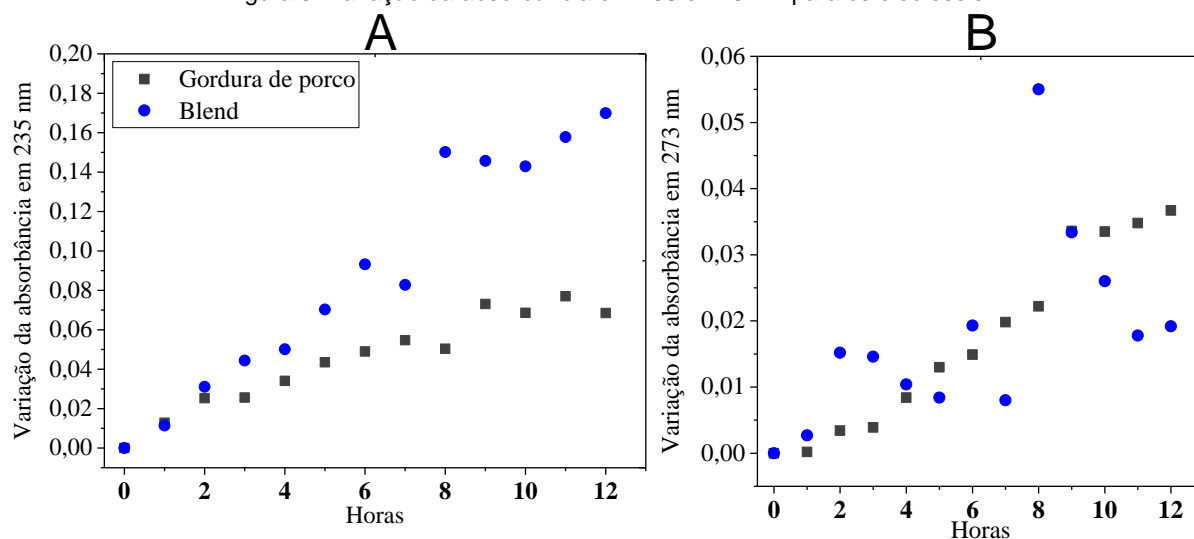 A
B
0,20
0,18
0,16
0,14
0,12
0,10
0,08
0,06
0,04
0,02
0,00
Variação da absorbância em 235 nm
Gordura de porco
Blend
0 2 4 6 8 10 12
Horas
0,06
0,05
0,04
0,03
0,02
0,01
0,00
Variação da absorbância em 273 nm
0 2 4 6 8 10 12
Horas